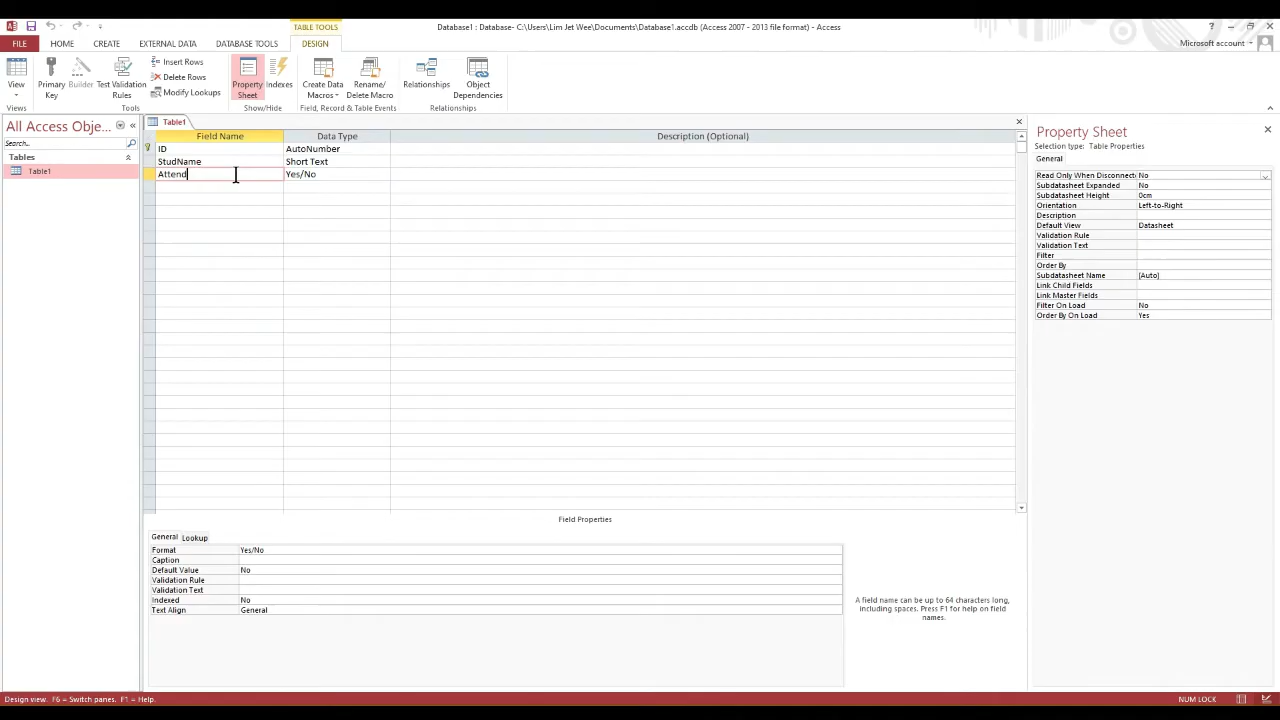 TABLE TOOLS
Database1 : Database- C:\Users\Lim Jet Wee\Documents\Database1.accdb (Access 2007 - 2013 file format) - Access
FILE HOME CREATE EXTERNAL DATA DATABASE TOOLS DESIGN Microsoft account
View
Views
Primary Key
Builder
Test Validation Rules
Insert Rows
Delete Rows
Modify Lookups
Tools
Property Sheet
Indexes
Show/Hide
Create Data Macros
Rename/ Delete Macro
Field, Record & Table Events
Relationships
Object Dependencies
Relationships
All Access Obje...
Search...
Tables
Table1
Table1
Field Name Data Type Description (Optional)
ID AutoNumber
StudName Short Text
Attend Yes/No
Field Properties
General Lookup
Format Yes/No
Caption
Default Value No
Validation Rule
Validation Text
Indexed No
Text Align General
A field name can be up to 64 characters long,
including spaces. Press F1 for help on field
names.
Property Sheet
Selection type: Table Properties
General
Read Only When Disconnect No
Subdatasheet Expanded No
Subdatasheet Height 0cm
Orientation Left-to-Right
Description
Default View Datasheet
Validation Rule
Validation Text
Filter
Order By
Subdatasheet Name [Auto]
Link Child Fields
Link Master Fields
Filter On Load No
Order By On Load Yes
Design view. F6 = Switch panes. F1 = Help. NUM LOCK